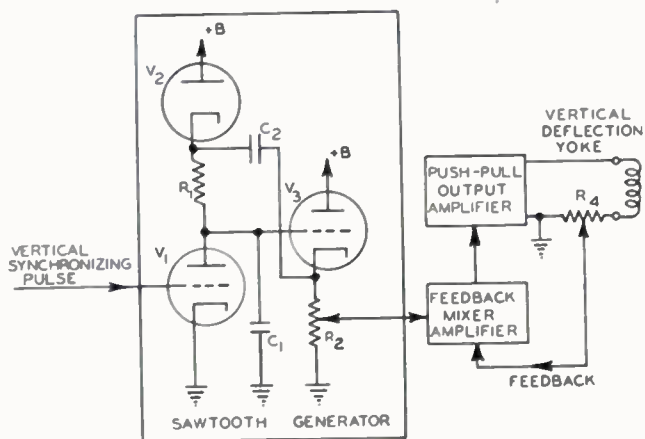 +B
V2
C2
R1
+B
V3
V1
VERTICAL
SYNCHRONIZING
PULSE
C1
R2
SAWTOOTH GENERATOR
PUSH-PULL
OUTPUT
AMPLIFIER
VERTICAL
DEFLECTION
YOKE
R4
FEEDBACK
MIXER
AMPLIFIER
FEEDBACK